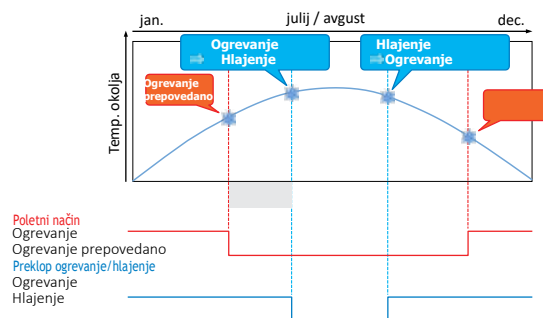 jan.
julij / avgust
dec.
Ogrevanje
Hlajenje
Hlajenje
Ogrevanje
Ogrevanje
prepovedano
Temp. okolja
Poletni način
Ogrevanje
Ogrevanje prepovedano
Preklop ogrevanje/hlajenje
Ogrevanje
Hlajenje